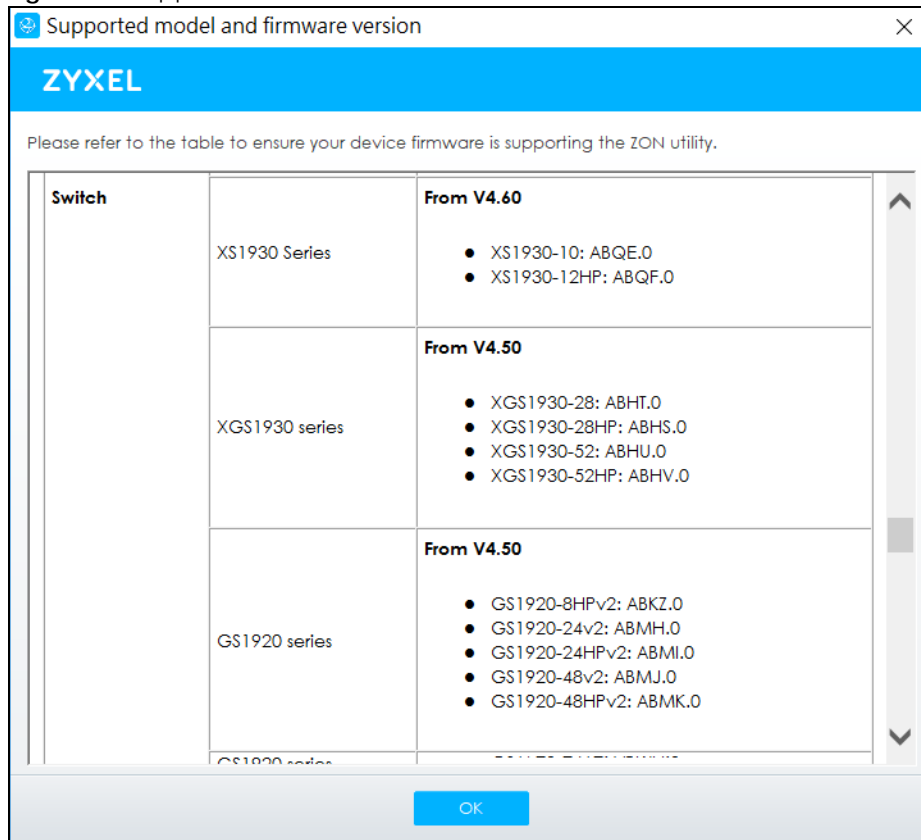 Supported model and firmware version
ZYXEL
Please refer to the table to ensure your device firmware is supporting the ZON utility.
Switch
XS1930 Series
From V4.60
● XS1930-10: ABQE.0
● XS1930-12HP: ABQF.0
XGS1930 series
From V4.50
● XGS1930-28: ABHT.0
● XGS1930-28HP: ABHS.0
● XGS1930-52: ABHU.0
● XGS1930-52HP: ABHV.0
GS1920 series
From V4.50
● GS1920-8HPv2: ABKZ.0
● GS1920-24v2: ABMH.0
● GS1920-24HPv2: ABMI.0
● GS1920-48v2: ABMJ.0
● GS1920-48HPv2: ABMK.0
GS1920 series
OK